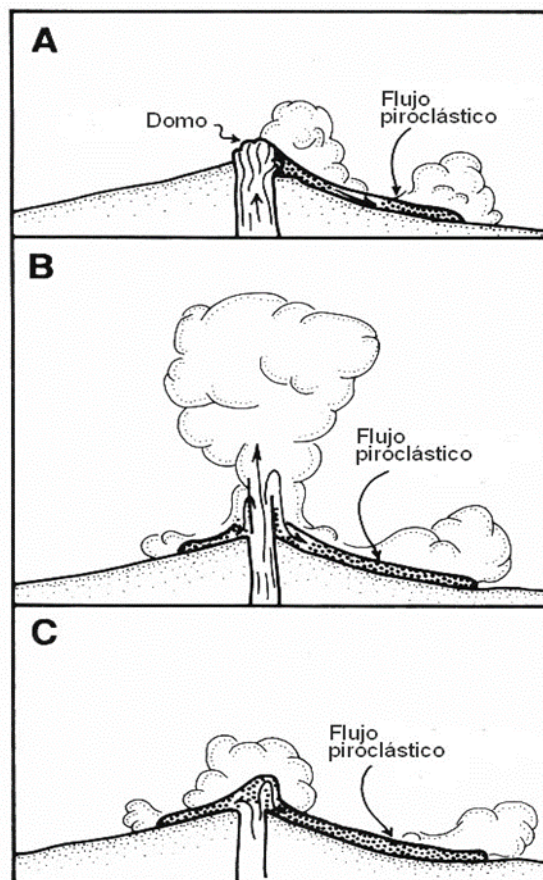 A
Domo
Flujo
piroclástico
B
Flujo
piroclástico
C
Flujo
piroclástico